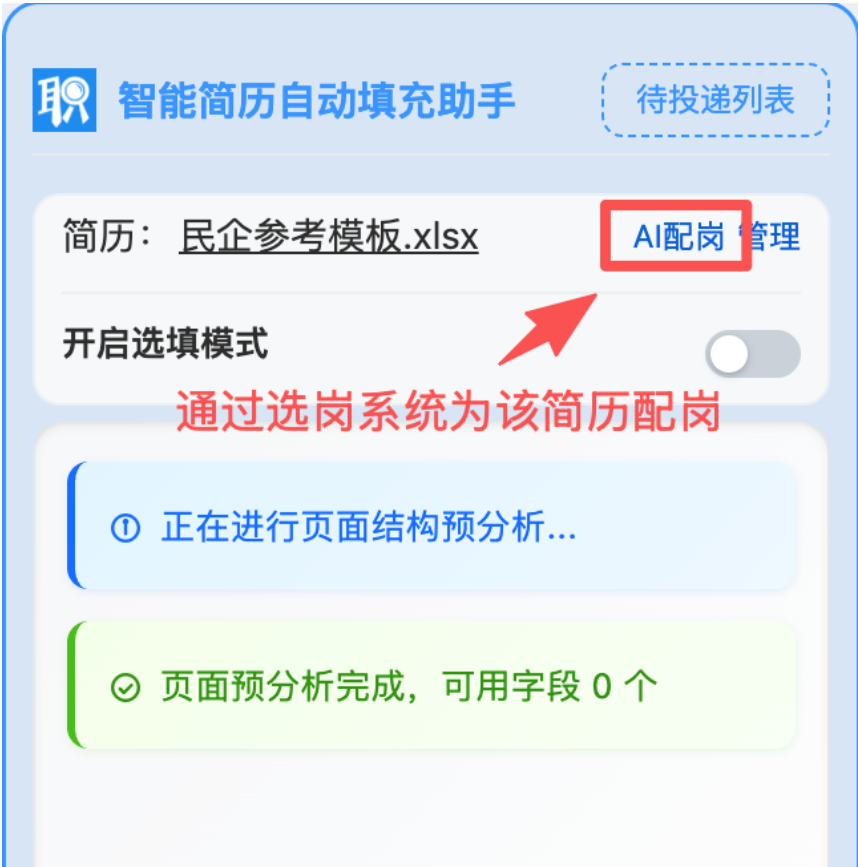 职 智能简历自动填充助手 待投递列表
简历： 民企参考模板.xlsx AI配岗 管理
开启选填模式
通过选岗系统为该简历配岗
正在进行页面结构预分析...
页面预分析完成，可用字段 0 个